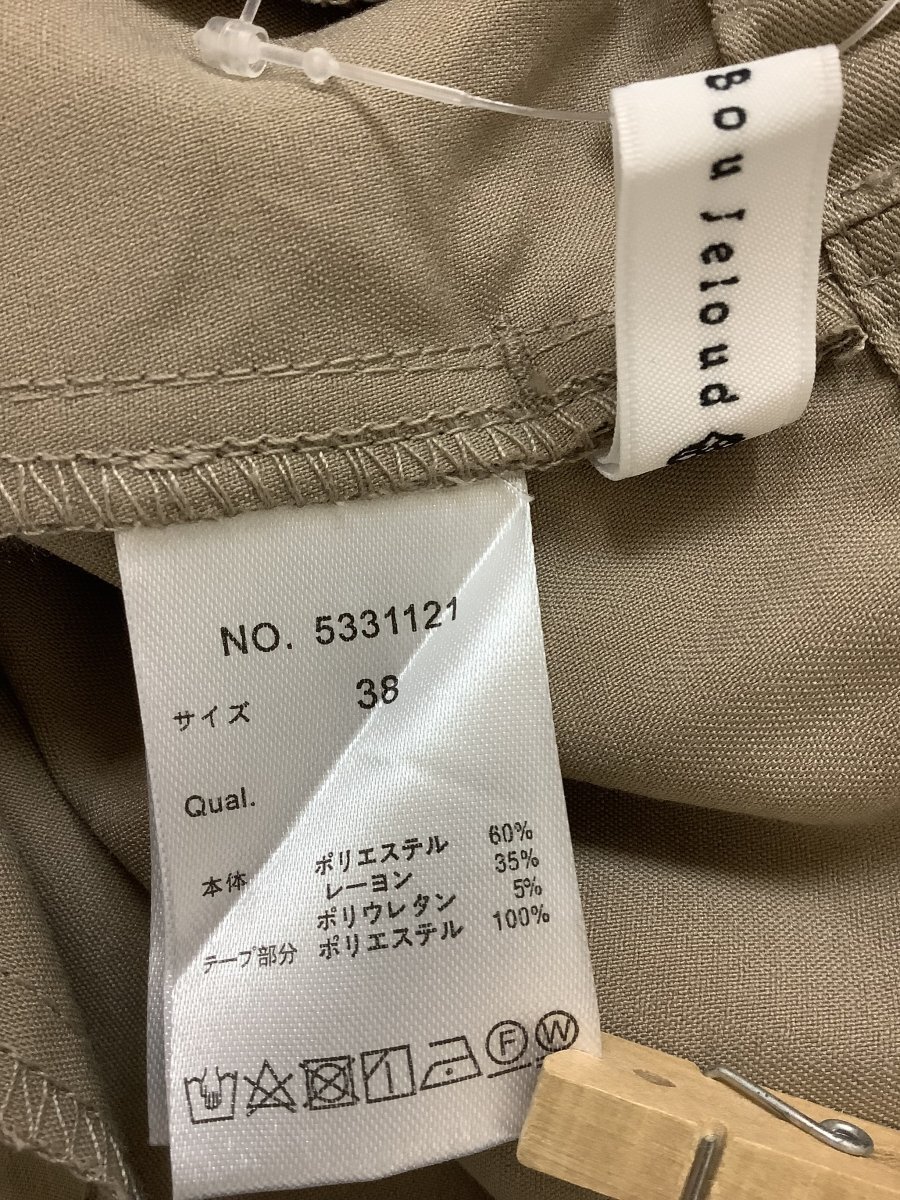 Bou Jeloud
NO. 5331121
サイズ 38
Qual.
本体 ポリエステル 60%
レーヨン 35%
ポリウレタン 5%
テープ部分 ポリエステル 100%
F W